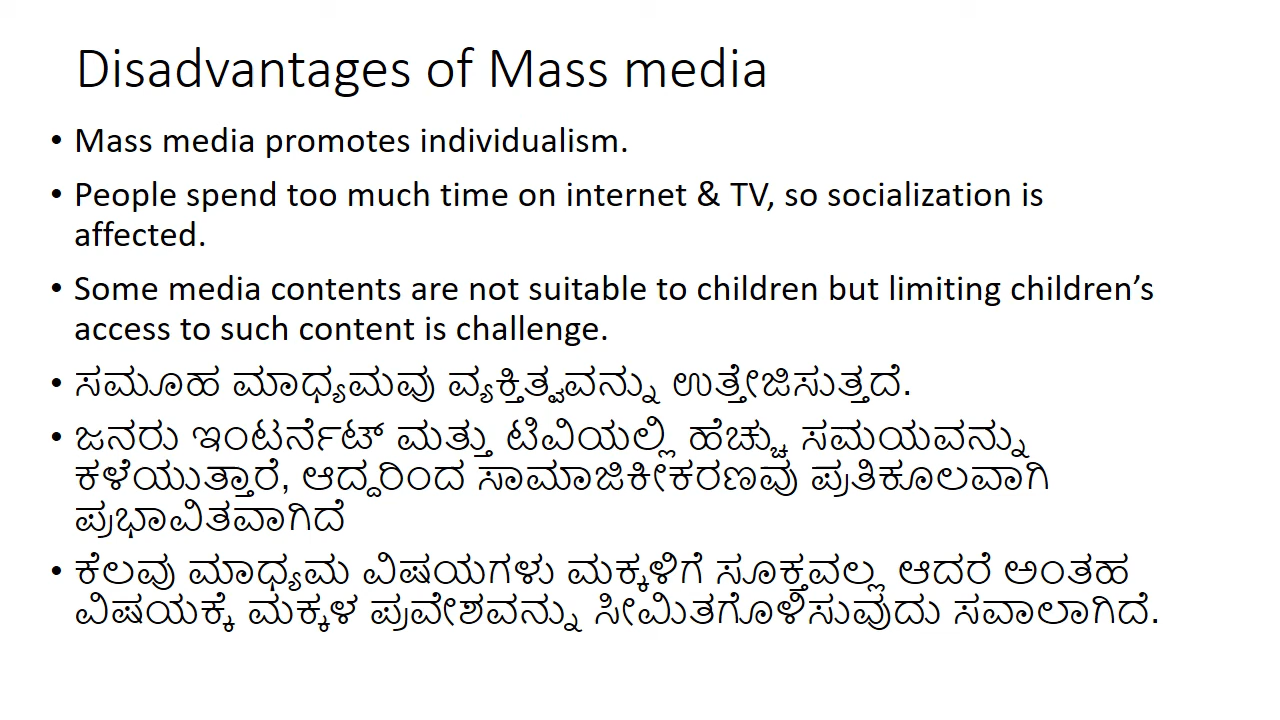 Disadvantages of Mass media
• Mass media promotes individualism.
• People spend too much time on internet & TV, so socialization is
affected.
• Some media contents are not suitable to children but limiting children’s
access to such content is challenge.
• ಸಮೂಹ ಮಾಧ್ಯಮವು ವ್ಯಕ್ತಿತ್ವವನ್ನು ಉತ್ತೇಜಿಸುತ್ತದೆ.
• ಜನರು ಇಂಟರ್ನೆಟ್ ಮತ್ತು ಟಿವಿಯಲ್ಲಿ ಹೆಚ್ಚು ಸಮಯವನ್ನು
ಕಳೆಯುತ್ತಾರೆ, ಆದ್ದರಿಂದ ಸಾಮಾಜಿಕೀಕರಣವು ಪ್ರತಿಕೂಲವಾಗಿ
ಪ್ರಭಾವಿತವಾಗಿದೆ
• ಕೆಲವು ಮಾಧ್ಯಮ ವಿಷಯಗಳು ಮಕ್ಕಳಿಗೆ ಸೂಕ್ತವಲ್ಲ ಆದರೆ ಅಂತಹ
ವಿಷಯಕ್ಕೆ ಮಕ್ಕಳ ಪ್ರವೇಶವನ್ನು ಸೀಮಿತಗೊಳಿಸುವುದು ಸವಾಲಾಗಿದೆ.